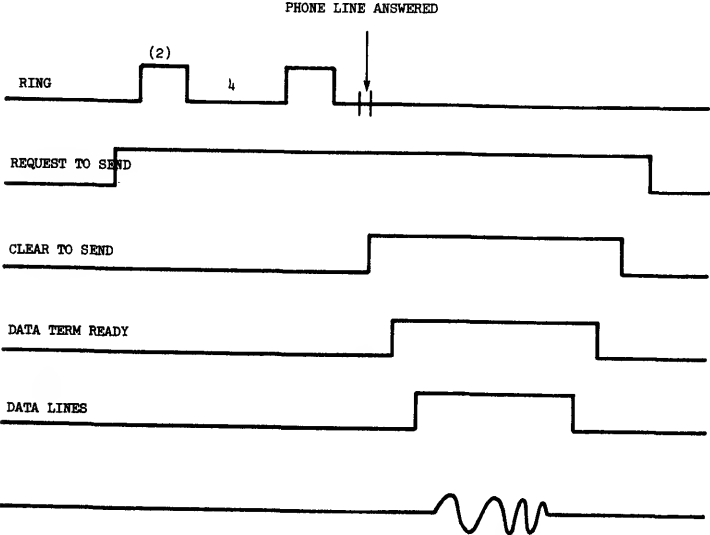 PHONE LINE ANSWERED
(2)
RING
4
REQUEST TO SEND
CLEAR TO SEND
DATA TERM READY
DATA LINES